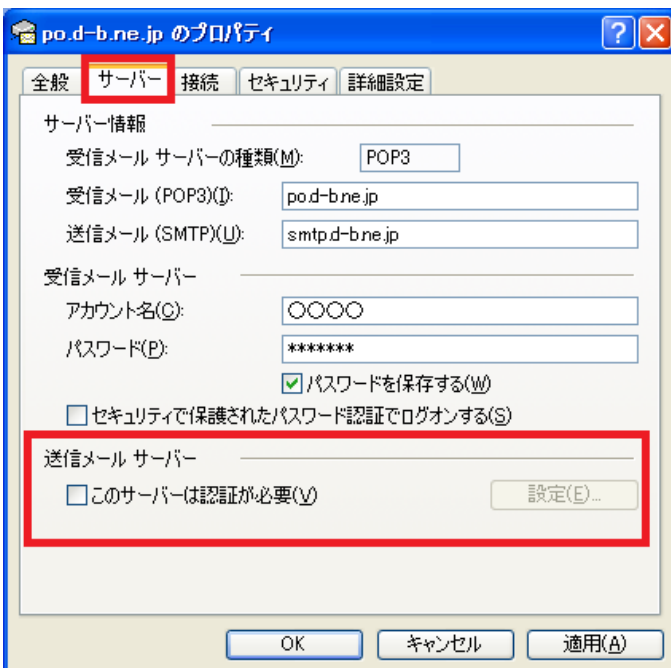 po.d-b.ne.jp のプロパティ
全般 サーバー 接続 セキュリティ 詳細設定
サーバー情報
受信メール サーバーの種類(M): POP3
受信メール (POP3)(I): po.d-b.ne.jp
送信メール (SMTP)(U): smtp.d-b.ne.jp
受信メール サーバー
アカウント名(C): ○○○○
パスワード(P): *******
パスワードを保存する(W)
セキュリティで保護されたパスワード認証でログオンする(S)
送信メール サーバー
このサーバーは認証が必要(V) 設定(E)...
OK キャンセル 適用(A)